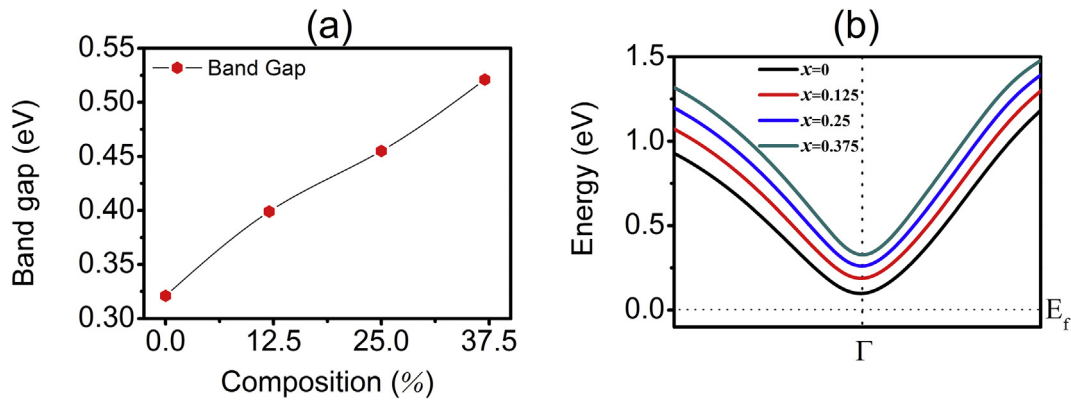 (a)
Band gap (eV)
0.55
0.50
0.45
0.40
0.35
0.30
Band Gap
0.0 12.5 25.0 37.5
Composition (%)
(b)
Energy (eV)
1.5
1.0
0.5
0.0
x=0
x=0.125
x=0.25
x=0.375
E_f
Γ